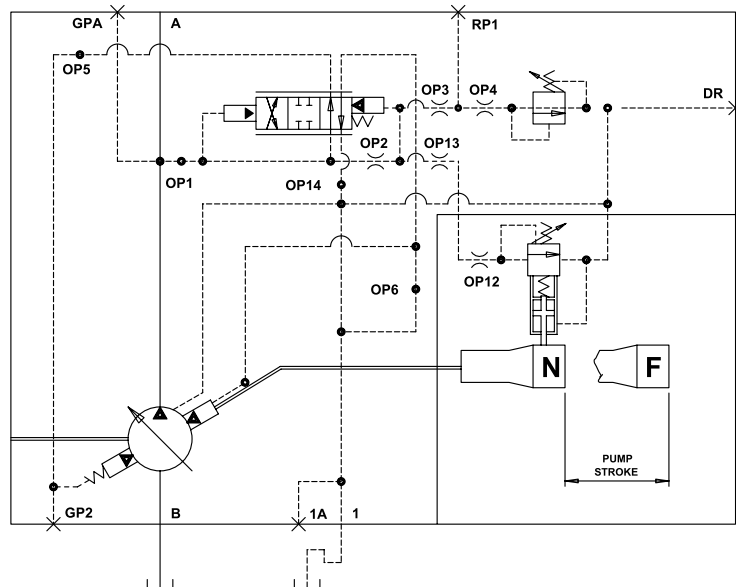 GPA
A
RP1
OP5
OP3
OP4
DR
OP2
OP13
OP1
OP14
OP12
OP6
N
F
PUMP
STROKE
GP2
B
1A
1